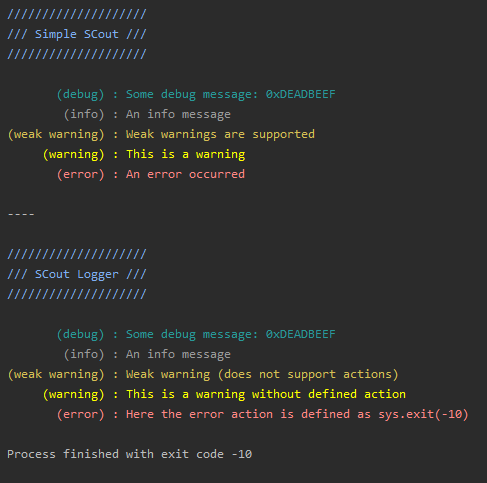 ////////////////////
/// Simple SCout ///
////////////////////
(debug) : Some debug message: 0xDEADBEEF
(info) : An info message
(weak warning) : Weak warnings are supported
(warning) : This is a warning
(error) : An error occurred
----
////////////////////
/// SCout Logger ///
////////////////////
(debug) : Some debug message: 0xDEADBEEF
(info) : An info message
(weak warning) : Weak warning (does not support actions)
(warning) : This is a warning without defined action
(error) : Here the error action is defined as sys.exit(-10)
Process finished with exit code -10